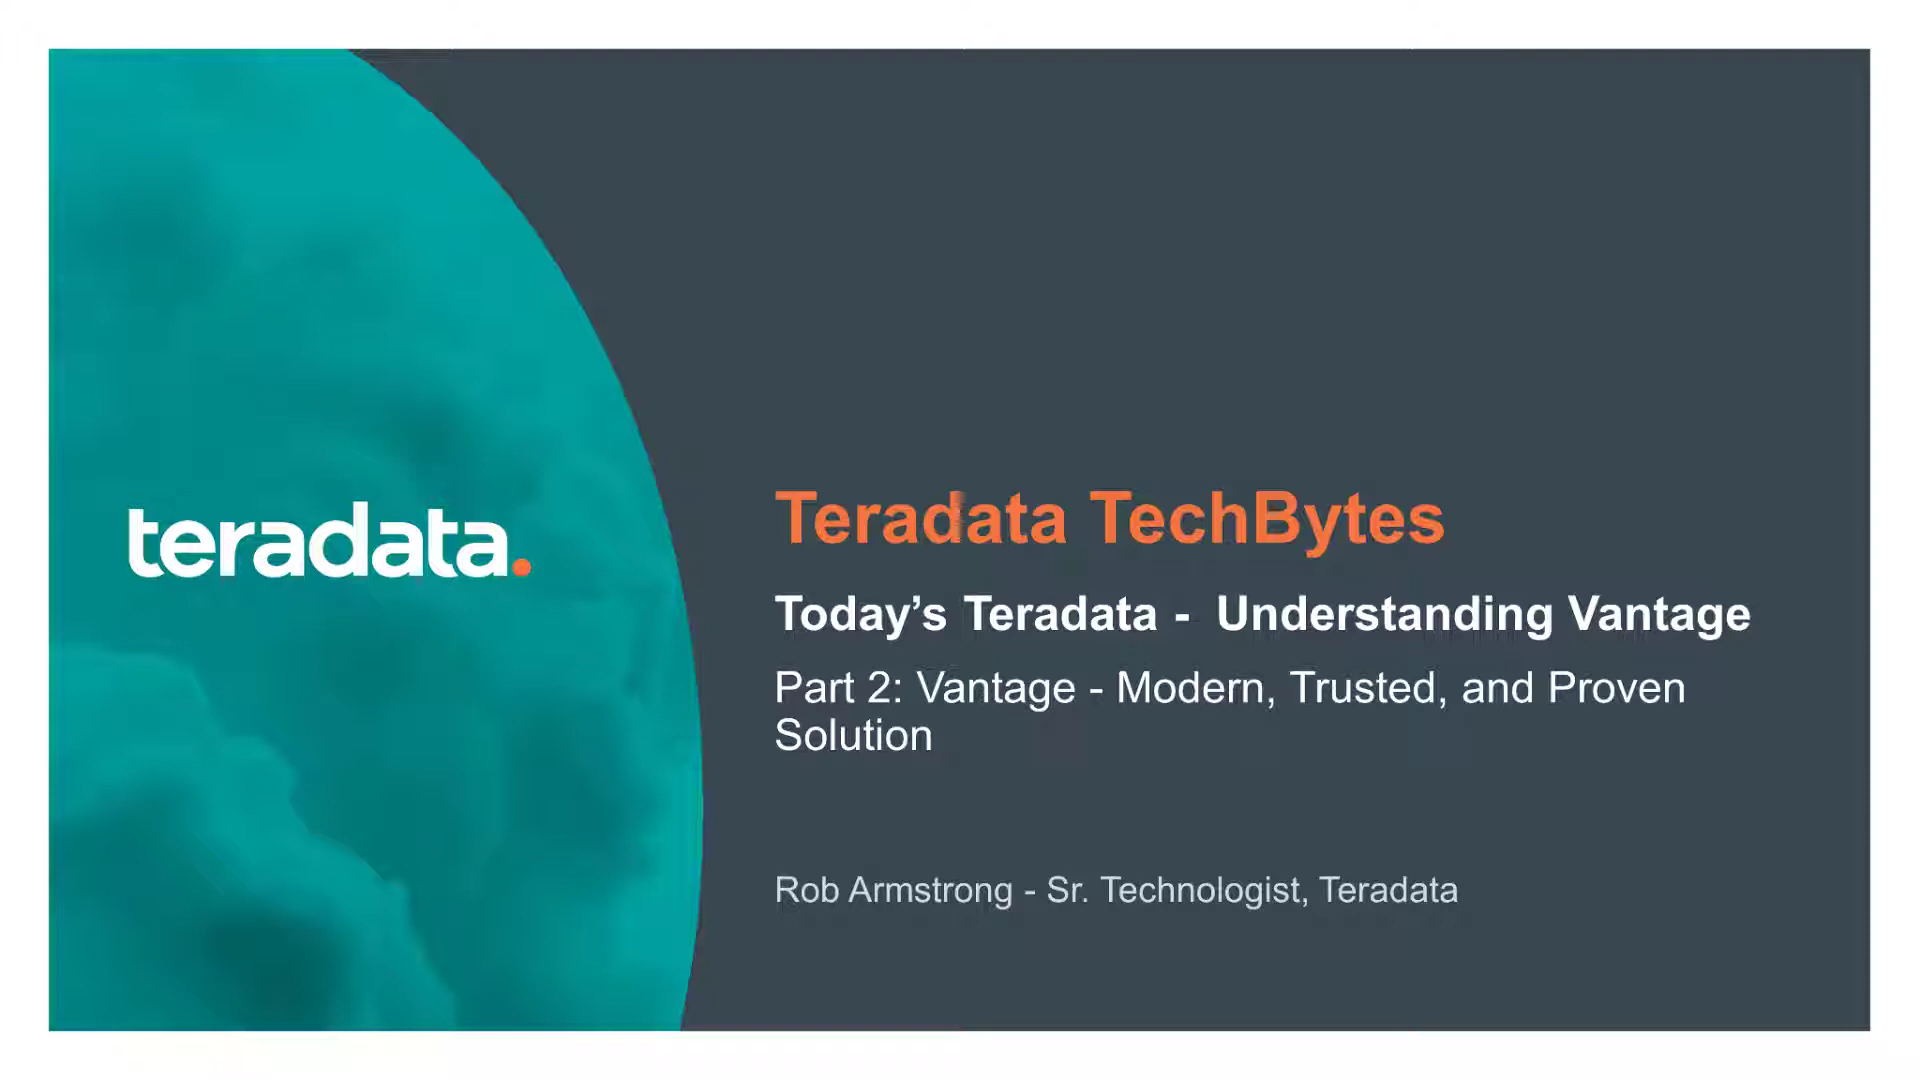 teradata.
Teradata TechBytes
Today’s Teradata - Understanding Vantage
Part 2: Vantage - Modern, Trusted, and Proven
Solution
Rob Armstrong - Sr. Technologist, Teradata